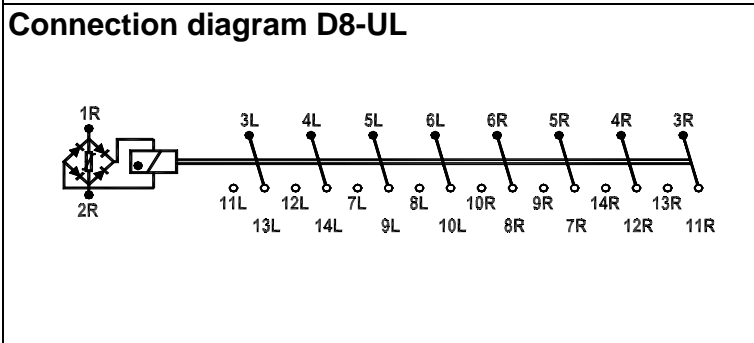 Connection diagram D8-UL
1R 3L 4L 5L 6L 6R 5R 4R 3R
2R 11L 12L 7L 8L 10R 9R 14R 13R
13L 14L 9L 10L 8R 7R 12R 11R